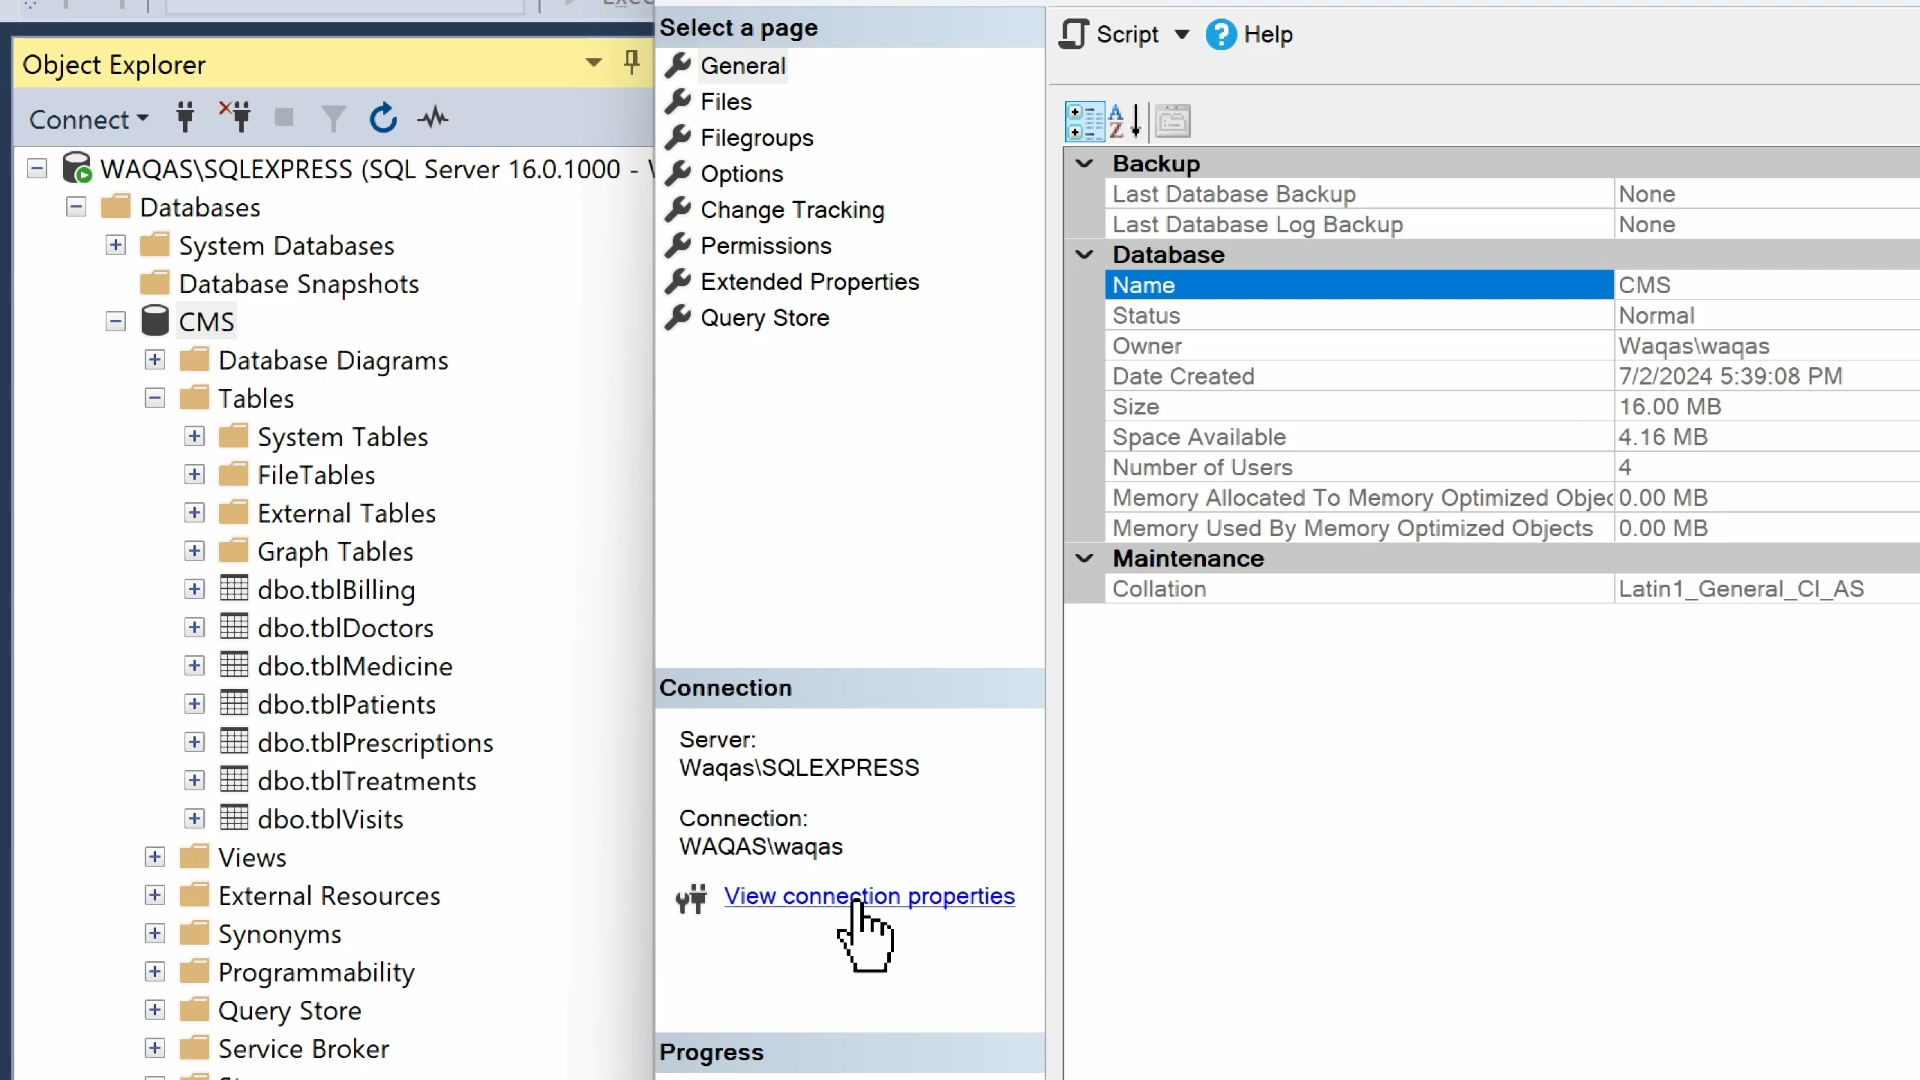 Object Explorer
Connect
WAQAS\SQLEXPRESS (SQL Server 16.0.1000 -
Databases
System Databases
Database Snapshots
CMS
Database Diagrams
Tables
System Tables
FileTables
External Tables
Graph Tables
dbo.tblBilling
dbo.tblDoctors
dbo.tblMedicine
dbo.tblPatients
dbo.tblPrescriptions
dbo.tblTreatments
dbo.tblVisits
Views
External Resources
Synonyms
Programmability
Query Store
Service Broker
Select a page
General
Files
Filegroups
Options
Change Tracking
Permissions
Extended Properties
Query Store
Connection
Server:
Waqas\SQLEXPRESS
Connection:
WAQAS\waqas
View connection properties
Progress
Script ? Help
Backup
Last Database Backup None
Last Database Log Backup None
Database
Name CMS
Status Normal
Owner Waqas\waqas
Date Created 7/2/2024 5:39:08 PM
Size 16.00 MB
Space Available 4.16 MB
Number of Users 4
Memory Allocated To Memory Optimized Objec 0.00 MB
Memory Used By Memory Optimized Objects 0.00 MB
Maintenance
Collation Latin1_General_CI_AS